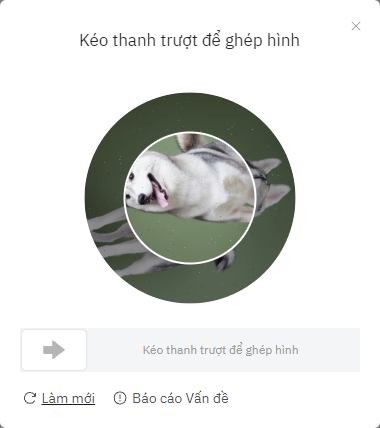 Kéo thanh trượt để ghép hình
Kéo thanh trượt để ghép hình
Làm mới
Báo cáo Vấn đề